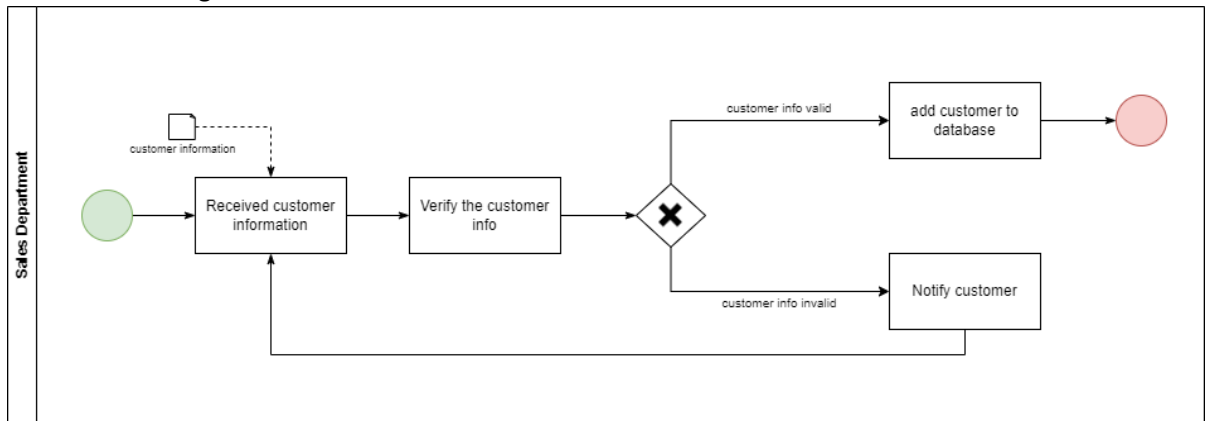 Sales Department
customer information
Received customer
information
Verify the customer
info
customer info valid
add customer to
database
customer info invalid
Notify customer